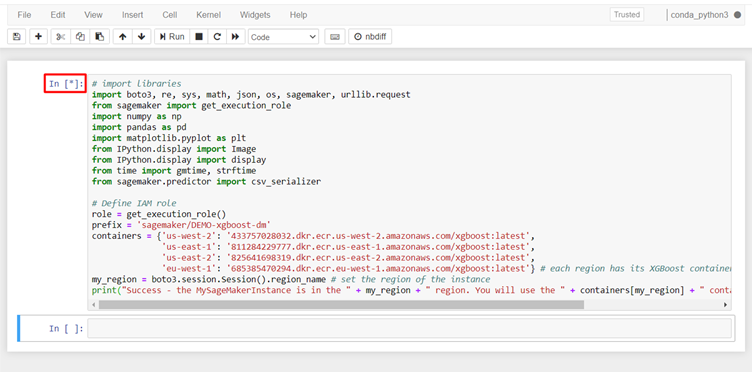 File Edit View Insert Cell Kernel Widgets Help Trusted conda_python3
Run Code nbdiff
In [*]: # import libraries
import boto3, re, sys, math, json, os, sagemaker, urllib.request
from sagemaker import get_execution_role
import numpy as np
import pandas as pd
import matplotlib.pyplot as plt
from IPython.display import Image
from IPython.display import display
from time import gmtime, strftime
from sagemaker.predictor import csv_serializer
# Define IAM role
role = get_execution_role()
prefix = 'sagemaker/DEMO-xgboost-dm'
containers = {'us-west-2': '433757028032.dkr.ecr.us-west-2.amazonaws.com/xgboost:latest',
'us-east-1': '811284229777.dkr.ecr.us-east-1.amazonaws.com/xgboost:latest',
'us-east-2': '825641698319.dkr.ecr.us-east-2.amazonaws.com/xgboost:latest',
'eu-west-1': '685385470294.dkr.ecr.eu-west-1.amazonaws.com/xgboost:latest'} # each region has its XGBoost container
my_region = boto3.session.Session().region_name # set the region of the instance
print("Success - the MySageMakerInstance is in the " + my_region + " region. You will use the " + containers[my_region] + " conta
In [ ]: